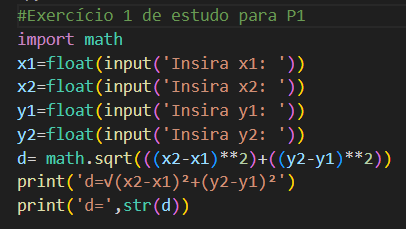 #Exercício 1 de estudo para P1
import math
x1=float(input('Insira x1: '))
x2=float(input('Insira x2: '))
y1=float(input('Insira y1: '))
y2=float(input('Insira y2: '))
d= math.sqrt(((x2-x1)**2)+((y2-y1)**2))
print('d=√(x2-x1)²+(y2-y1)²')
print('d=',str(d))